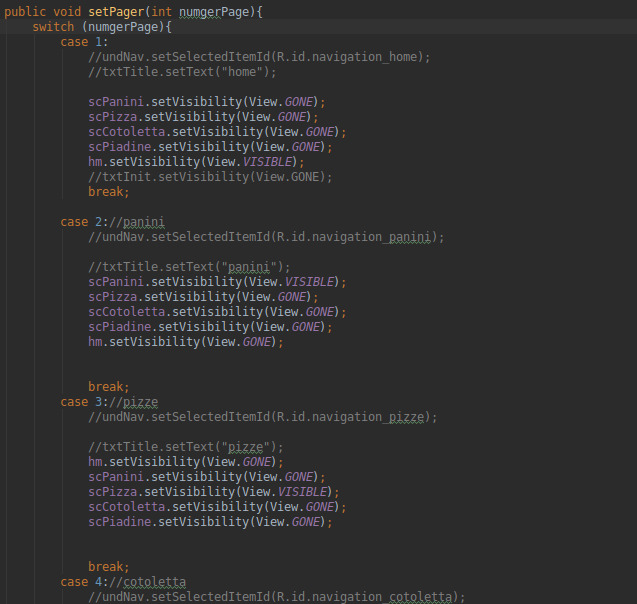 public void setPager(int numgerPage){
switch (numgerPage){
case 1:
//undNav.setSelectedItemId(R.id.navigation_home);
//txtTitle.setText("home");
scPanini.setVisibility(View.GONE);
scPizza.setVisibility(View.GONE);
scCotoletta.setVisibility(View.GONE);
scPiadine.setVisibility(View.GONE);
hm.setVisibility(View.VISIBLE);
//txtInit.setVisibility(View.GONE);
break;
case 2://panini
//undNav.setSelectedItemId(R.id.navigation_panini);
//txtTitle.setText("panini");
scPanini.setVisibility(View.VISIBLE);
scPizza.setVisibility(View.GONE);
scCotoletta.setVisibility(View.GONE);
scPiadine.setVisibility(View.GONE);
hm.setVisibility(View.GONE);
break;
case 3://pizze
//undNav.setSelectedItemId(R.id.navigation_pizze);
//txtTitle.setText("pizze");
hm.setVisibility(View.GONE);
scPanini.setVisibility(View.GONE);
scPizza.setVisibility(View.VISIBLE);
scCotoletta.setVisibility(View.GONE);
scPiadine.setVisibility(View.GONE);
break;
case 4://cotoletta
//undNav.setSelectedItemId(R.id.navigation_cotoletta);